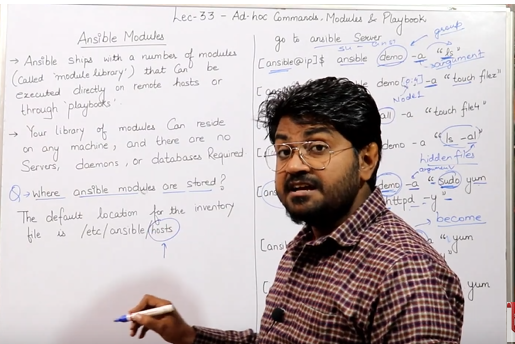 Lec-33 - Ad-hoc Commands, Modules & Playbook
Ansible Modules
→ Ansible ships with a number of modules
(called 'module library') that can be
executed directly on remote hosts or
through 'playbooks'.
→ Your library of modules Can reside
on any machine, and there are no
Servers, daemons, or databases Required
Q → Where ansible modules are stored?
The default location for the inventory
file is /etc/ansible/hosts
go to ansible Server
group
[ansible@ip]$ ansible demo -a "ls"
argument
demo -a "touch file2"
Node1
all -a "touch file4"
demo -a "ls -al"
hidden files
demo -a "sudo yum
httpd -y"
→ become
"yum
yum